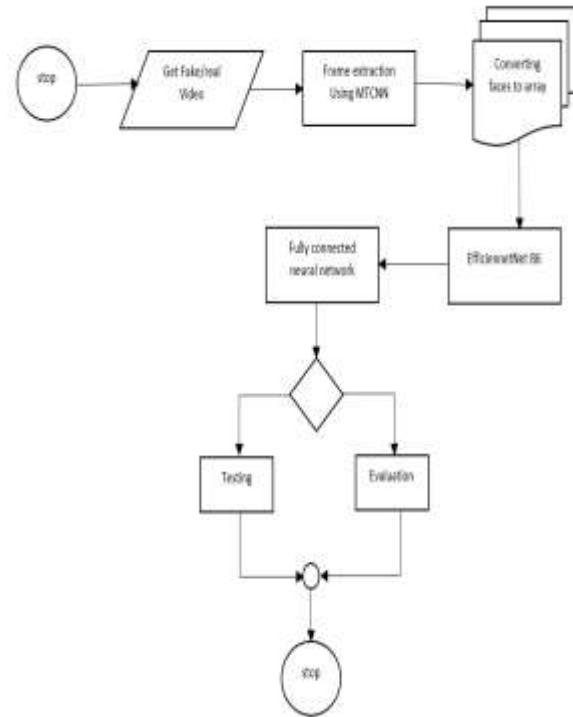 stop
Get Fake/real
Video
Frame extraction
Using MTCNN
Converting
faces to array
Fully connected
neural network
EfficiennetNet B6
Testing
Evaluation
stop